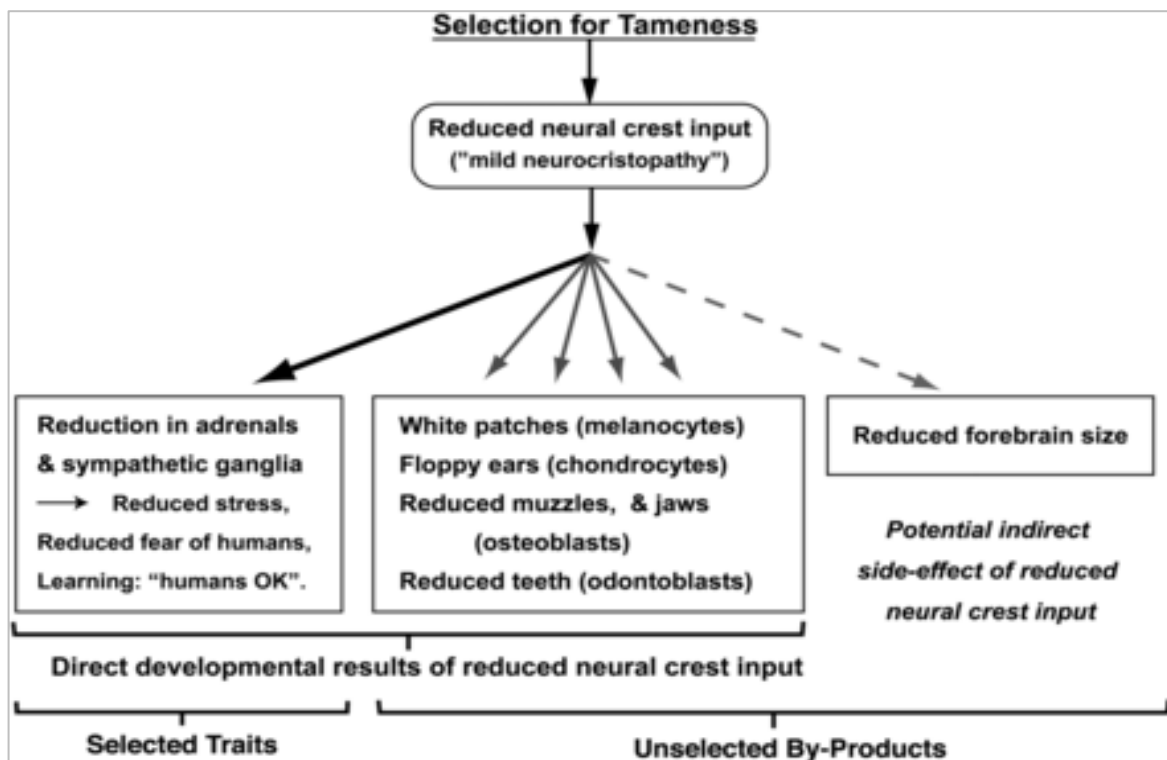 Selection for Tameness
Reduced neural crest input
("mild neurocristopathy")
Reduction in adrenals
& sympathetic ganglia
Reduced stress,
Reduced fear of humans,
Learning: “humans OK”.
White patches (melanocytes)
Floppy ears (chondrocytes)
Reduced muzzles, & jaws
(osteoblasts)
Reduced teeth (odontoblasts)
Reduced forebrain size
Potential indirect
side-effect of reduced
neural crest input
Direct developmental results of reduced neural crest input
Selected Traits
Unselected By-Products